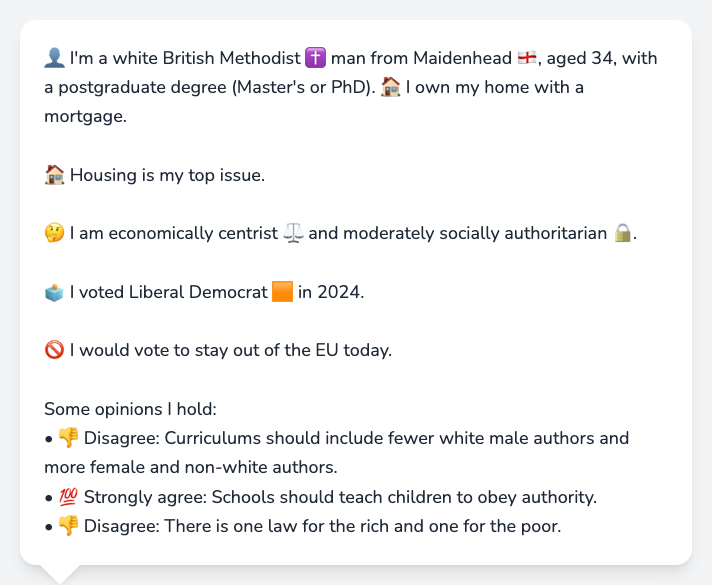 👤 I'm a white British Methodist ✝️ man from Maidenhead 🏴󠁧󠁢󠁥󠁮󠁧󠁿, aged 34, with
a postgraduate degree (Master's or PhD). 🏠 I own my home with a
mortgage.
🏠 Housing is my top issue.
🤔 I am economically centrist ⚖️ and moderately socially authoritarian 🔒.
🗳️ I voted Liberal Democrat 🟧 in 2024.
🚫 I would vote to stay out of the EU today.
Some opinions I hold:
• 👎 Disagree: Curriculums should include fewer white male authors and
more female and non-white authors.
• 💯 Strongly agree: Schools should teach children to obey authority.
• 👎 Disagree: There is one law for the rich and one for the poor.